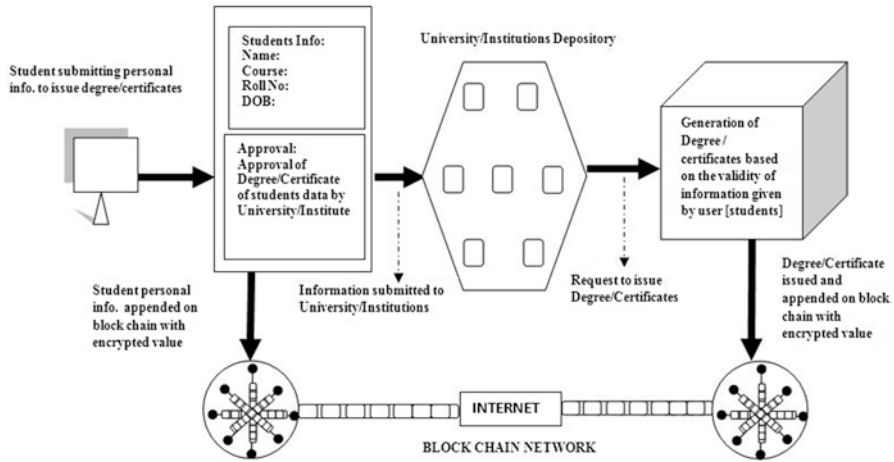 Student submitting personal
info. to issue degree/certificates
Students Info:
Name:
Course:
Roll No:
DOB:
Approval:
Approval of
Degree/Certificate
of students data by
University/Institute
University/Institutions Depository
Generation of
Degree /
certificates based
on the validity of
information given
by user [students]
Student personal
info. appended on
block chain with
encrypted value
Information submitted to
University/Institutions
Request to issue
Degree/Certificates
Degree/Certificate
issued and
appended on block
chain with
encrypted value
INTERNET
BLOCK CHAIN NETWORK